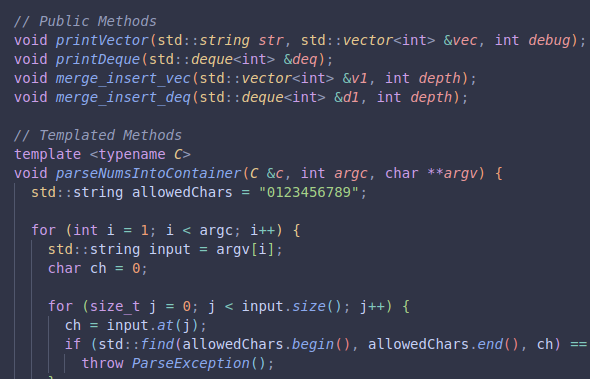 // Public Methods
void printVector(std::string str, std::vector<int> &vec, int debug);
void printDeque(std::deque<int> &deq);
void merge_insert_vec(std::vector<int> &v1, int depth);
void merge_insert_deq(std::deque<int> &d1, int depth);
// Templated Methods
template <typename C>
void parseNumsIntoContainer(C &c, int argc, char **argv) {
std::string allowedChars = "0123456789";
for (int i = 1; i < argc; i++) {
std::string input = argv[i];
char ch = 0;
for (size_t j = 0; j < input.size(); j++) {
ch = input.at(j);
if (std::find(allowedChars.begin(), allowedChars.end(), ch) ==
throw ParseException();
}